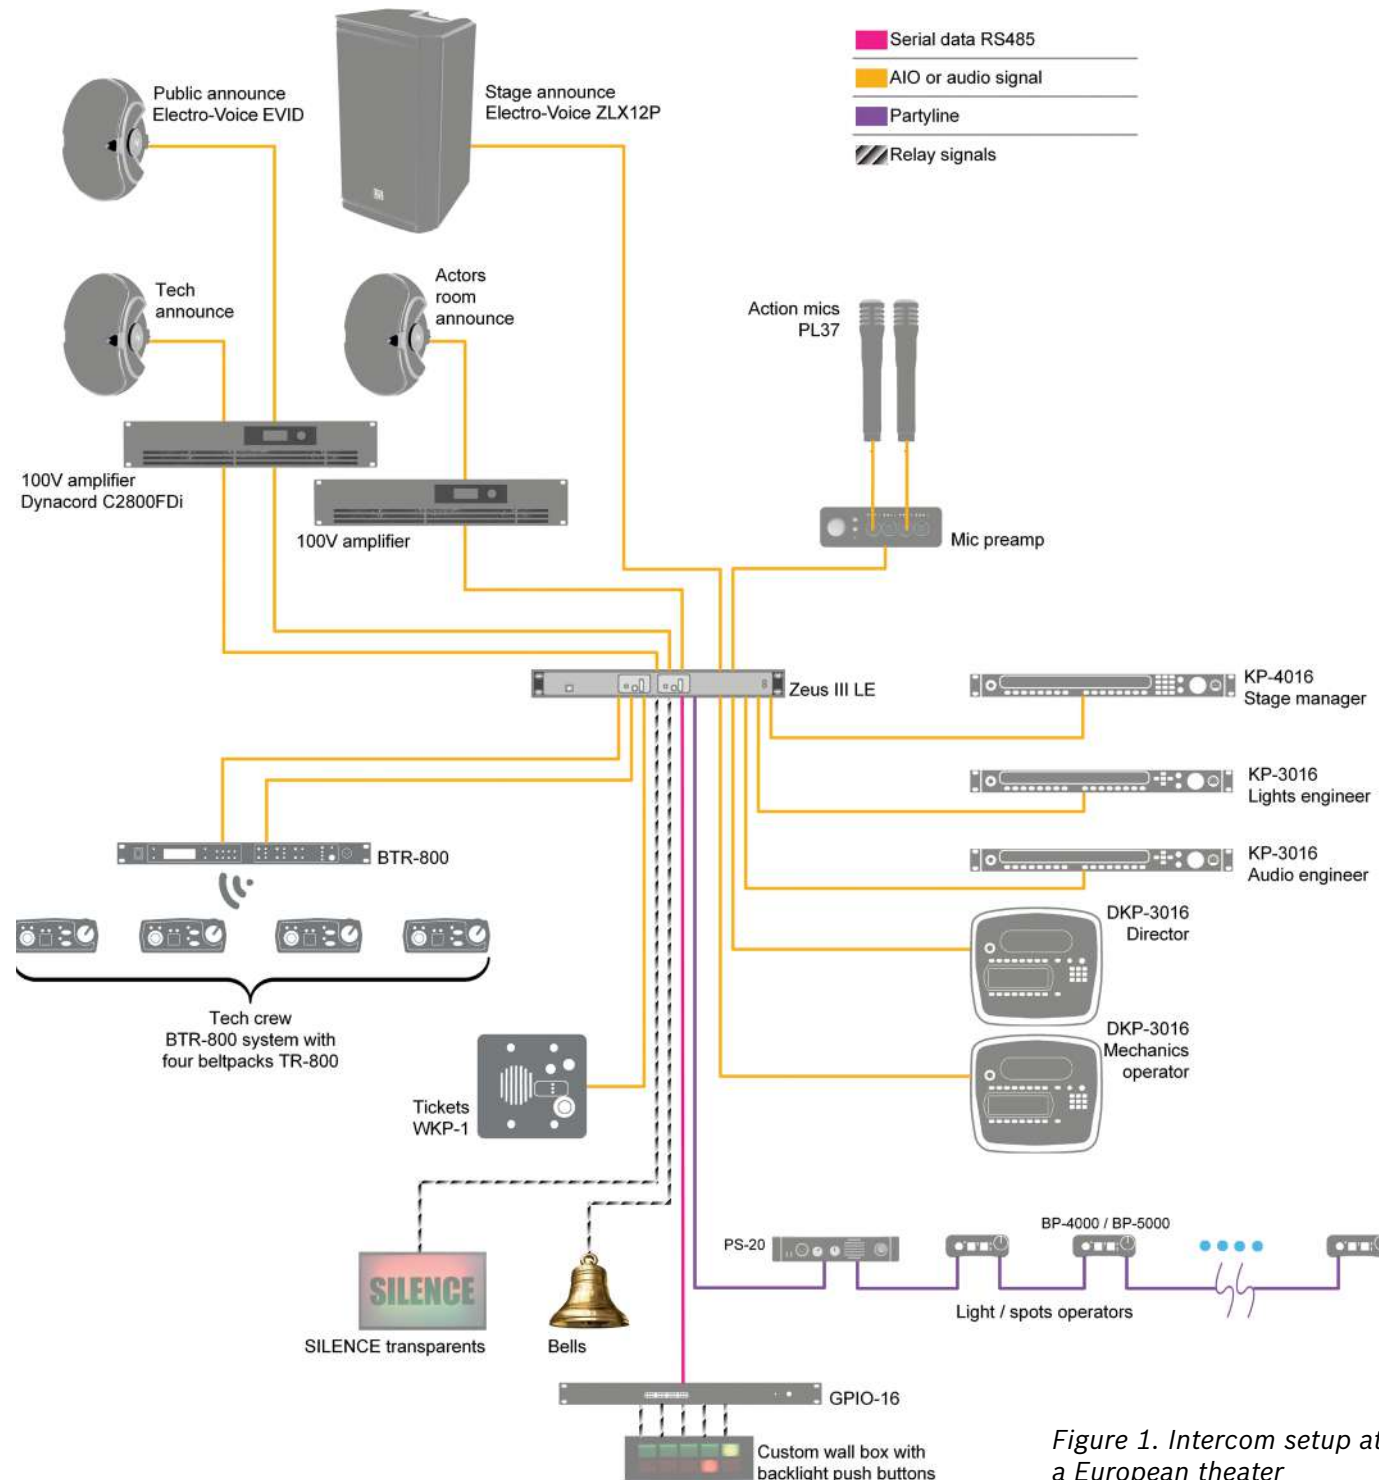 Serial data RS485
AIO or audio signal
Partyline
Relay signals
Public announce
Electro-Voice EVID
Stage announce
Electro-Voice ZLX12P
Tech
announce
Actors
room
announce
Action mics
PL37
100V amplifier
Dynacord C2800FDi
100V amplifier
Mic preamp
Zeus III LE
KP-4016
Stage manager
KP-3016
Lights engineer
BTR-800
KP-3016
Audio engineer
DKP-3016
Director
Tech crew
BTR-800 system with
four beltpacks TR-800
DKP-3016
Mechanics
operator
Tickets
WKP-1
PS-20
BP-4000 / BP-5000
Light / spots operators
SILENCE
SILENCE transparents
Bells
GPIO-16
Custom wall box with
backlight push buttons
Figure 1. Intercom setup at
a European theater